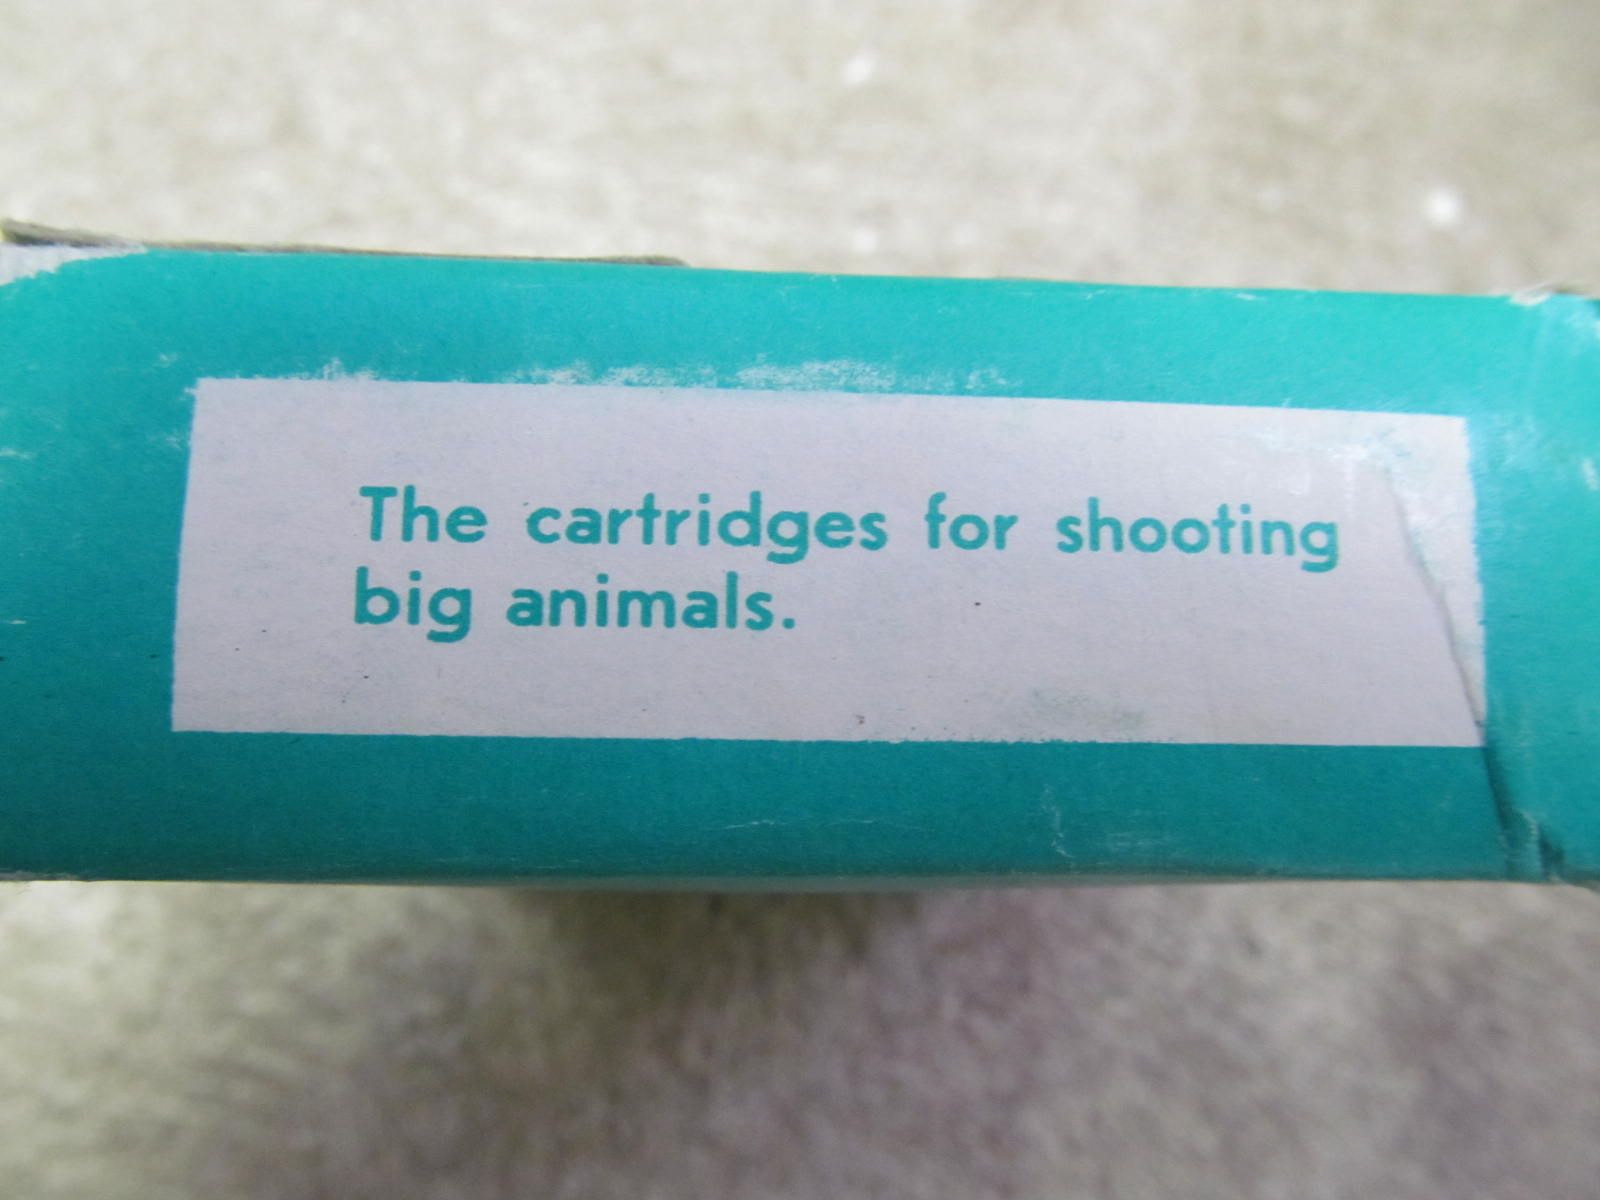 The cartridges for shooting
big animals.